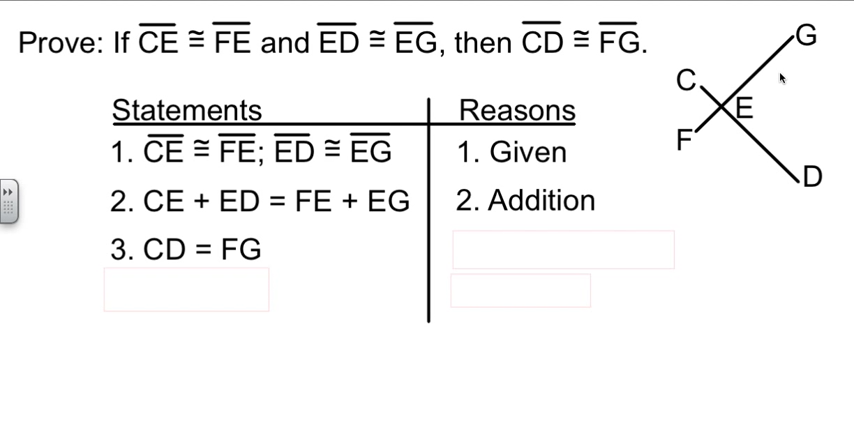 Prove: If C̅E̅ ≅ F̅E̅ and E̅D̅ ≅ E̅G̅, then C̅D̅ ≅ F̅G̅.
Statements
Reasons
1. C̅E̅ ≅ F̅E̅; E̅D̅ ≅ E̅G̅
1. Given
2. CE + ED = FE + EG
2. Addition
3. CD = FG
G
C
E
F
D